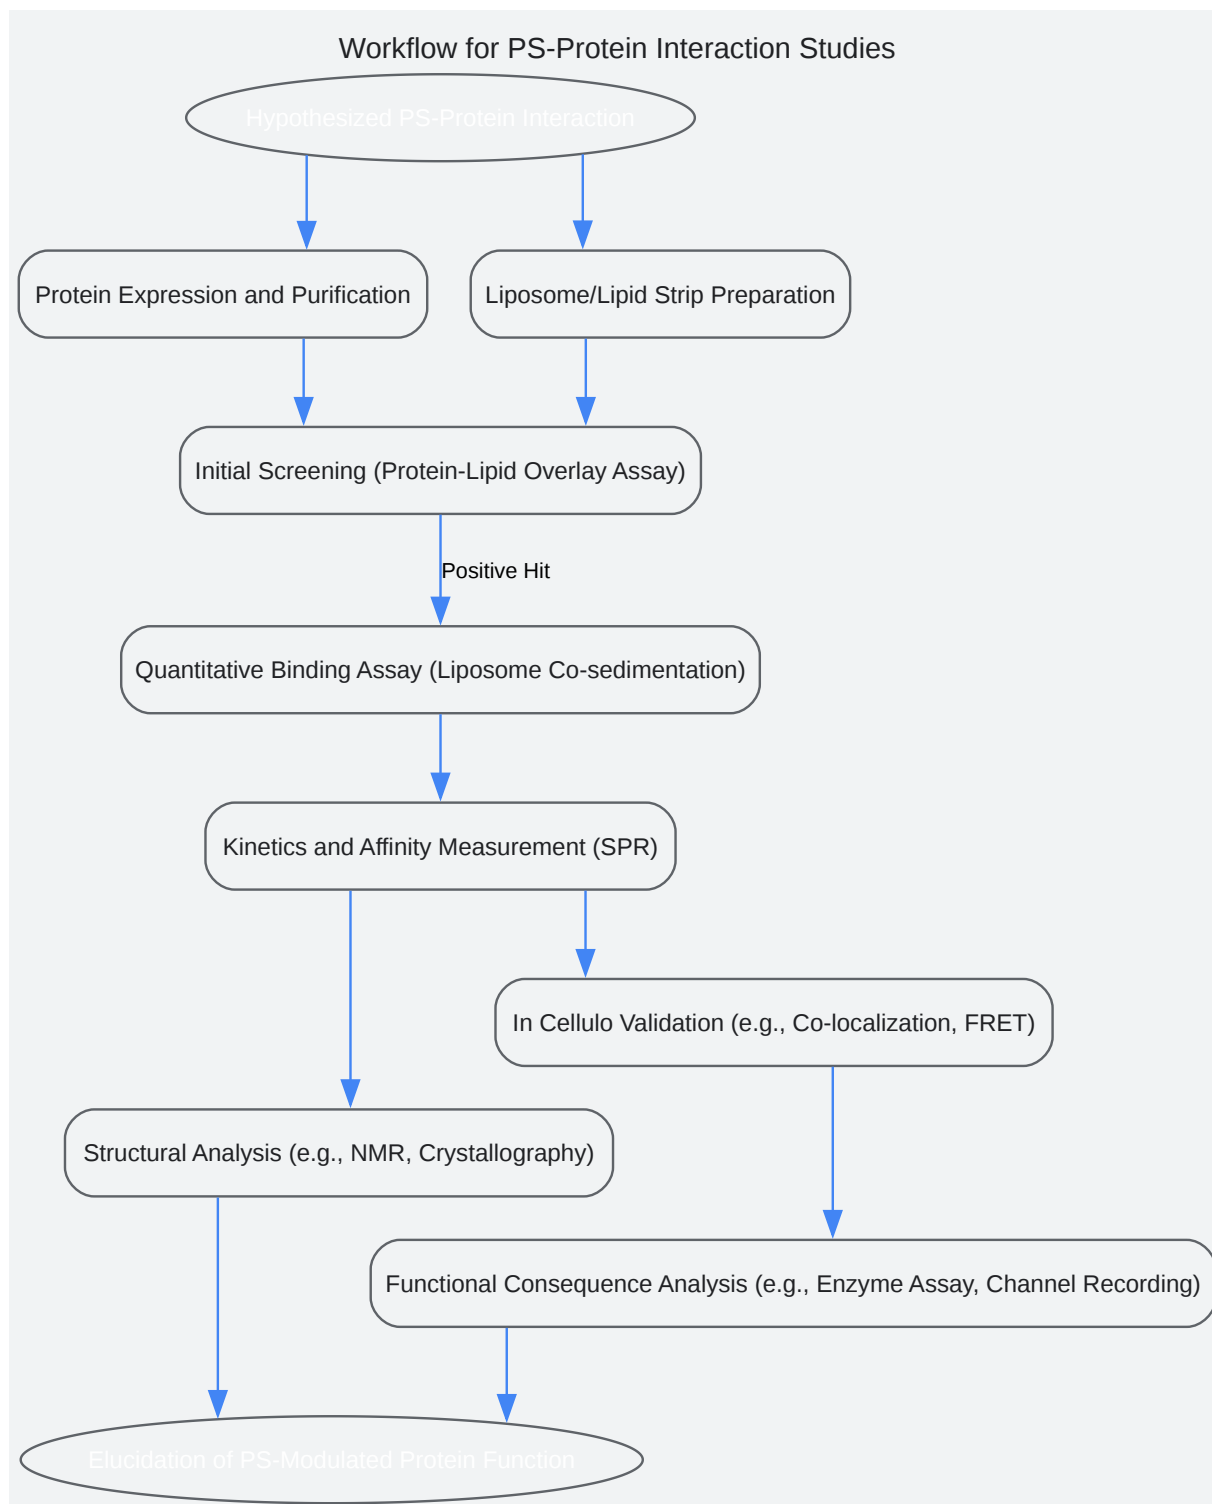 Workflow for PS-Protein Interaction Studies
Hypothesized PS-Protein Interaction
Protein Expression and Purification
Liposome/Lipid Strip Preparation
Initial Screening (Protein-Lipid Overlay Assay)
Positive Hit
Quantitative Binding Assay (Liposome Co-sedimentation)
Kinetics and Affinity Measurement (SPR)
In Cellulo Validation (e.g., Co-localization, FRET)
Structural Analysis (e.g., NMR, Crystallography)
Functional Consequence Analysis (e.g., Enzyme Assay, Channel Recording)
Elucidation of PS-Modulated Protein Function